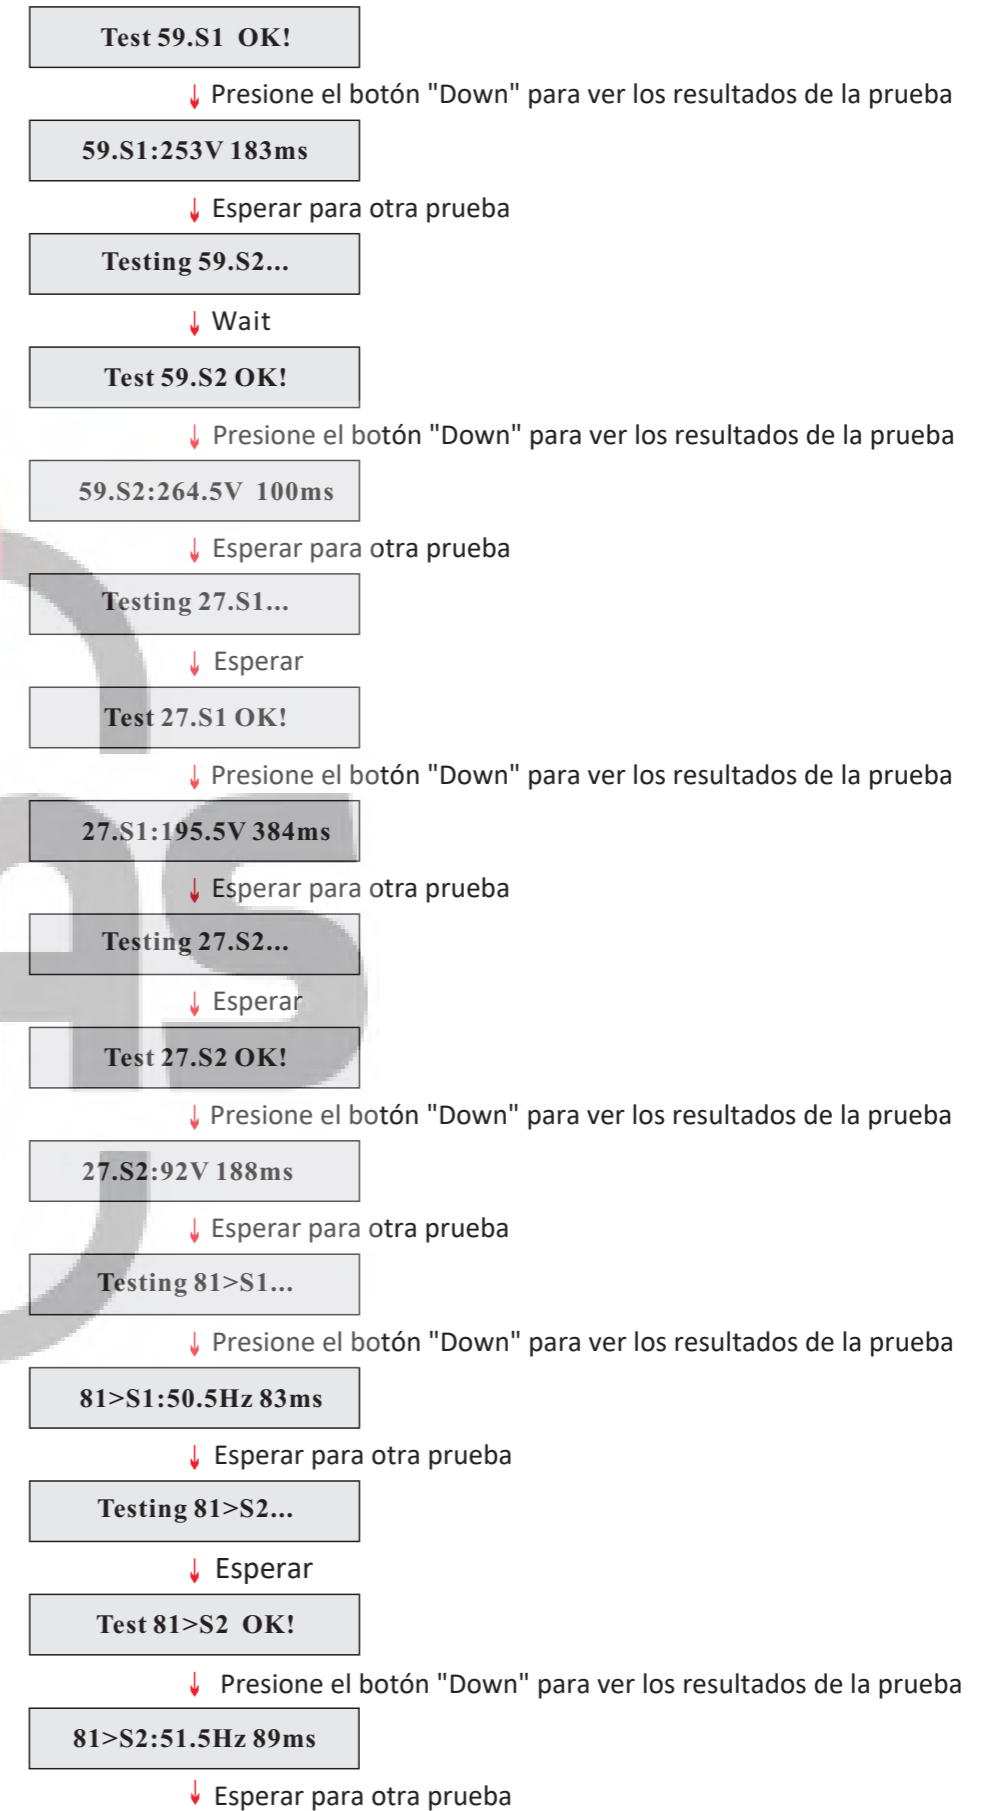 Test 59.S1 OK!
Presione el botón "Down" para ver los resultados de la prueba
59.S1:253V 183ms
Esperar para otra prueba
Testing 59.S2...
Wait
Test 59.S2 OK!
Presione el botón "Down" para ver los resultados de la prueba
59.S2:264.5V 100ms
Esperar para otra prueba
Testing 27.S1...
Esperar
Test 27.S1 OK!
Presione el botón "Down" para ver los resultados de la prueba
27.S1:195.5V 384ms
Esperar para otra prueba
Testing 27.S2...
Esperar
Test 27.S2 OK!
Presione el botón "Down" para ver los resultados de la prueba
27.S2:92V 188ms
Esperar para otra prueba
Testing 81>S1...
Presione el botón "Down" para ver los resultados de la prueba
81>S1:50.5Hz 83ms
Esperar para otra prueba
Testing 81>S2...
Esperar
Test 81>S2 OK!
Presione el botón "Down" para ver los resultados de la prueba
81>S2:51.5Hz 89ms
Esperar para otra prueba